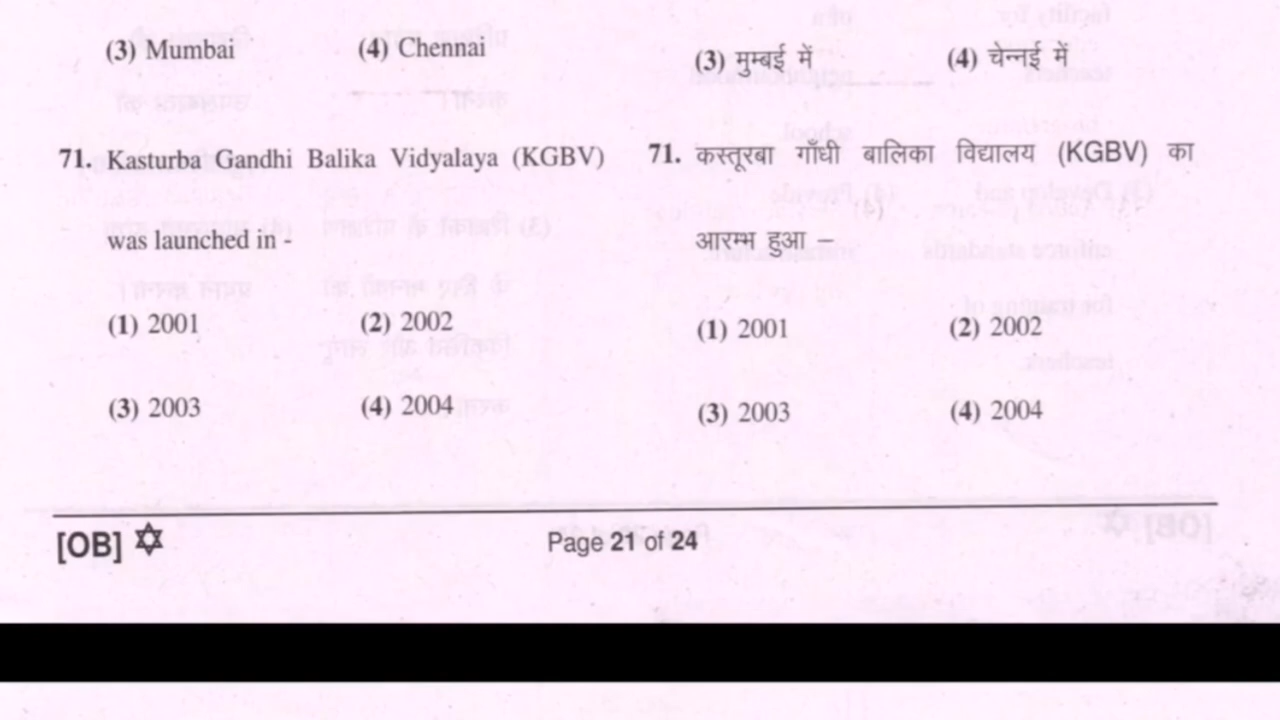 (3) Mumbai (4) Chennai
71. Kasturba Gandhi Balika Vidyalaya (KGBV)
was launched in -
(1) 2001 (2) 2002
(3) 2003 (4) 2004
(3) मुम्बई में (4) चेन्नई में
71. कस्तूरबा गाँधी बालिका विद्यालय (KGBV) का
आरम्भ हुआ –
(1) 2001 (2) 2002
(3) 2003 (4) 2004
[OB] ✡ Page 21 of 24